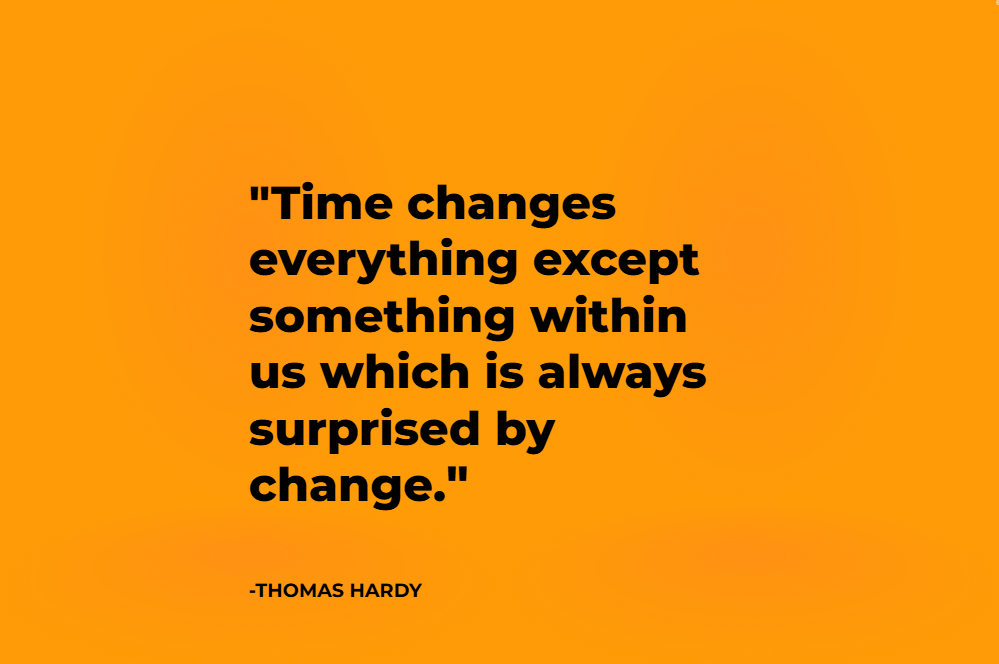 "Time changes
everything except
something within
us which is always
surprised by
change."
-THOMAS HARDY